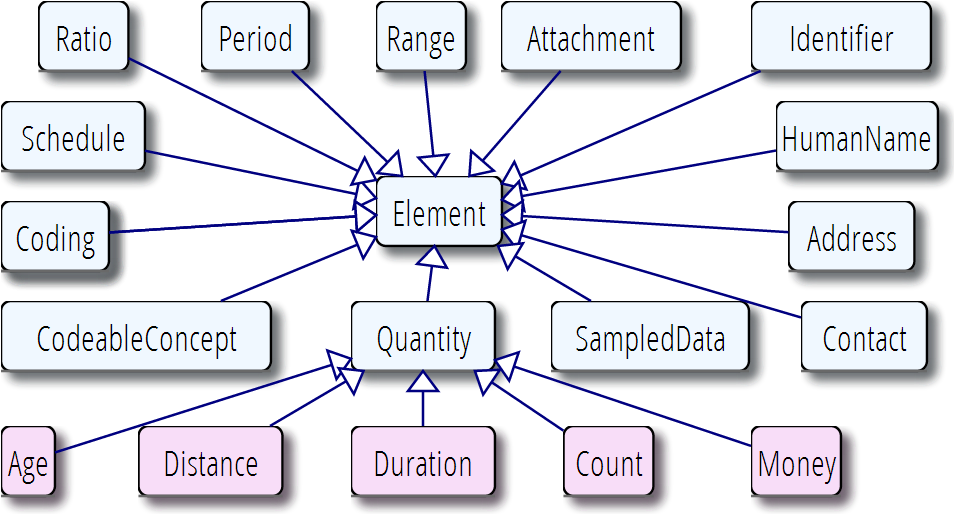 Ratio
Period
Range
Attachment
Identifier
Schedule
HumanName
Element
Coding
Address
CodeableConcept
Quantity
SampledData
Contact
Age
Distance
Duration
Count
Money